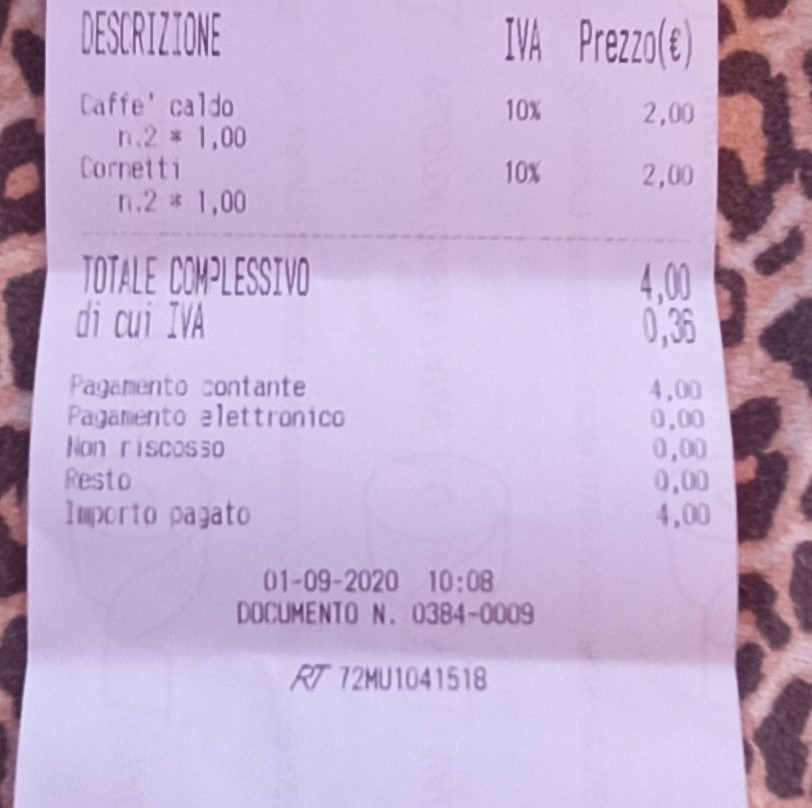 DESCRIZIONE IVA Prezzo(€)
Caffe' caldo 10% 2,00
n.2 * 1,00
Cornetti 10% 2,00
n.2 * 1,00
TOTALE COMPLESSIVO 4,00
di cui IVA 0,36
Pagamento contante 4,00
Pagamento elettronico 0,00
Non riscosso 0,00
Resto 0,00
Importo pagato 4,00
01-09-2020 10:08
DOCUMENTO N. 0384-0009
RT 72MU1041518